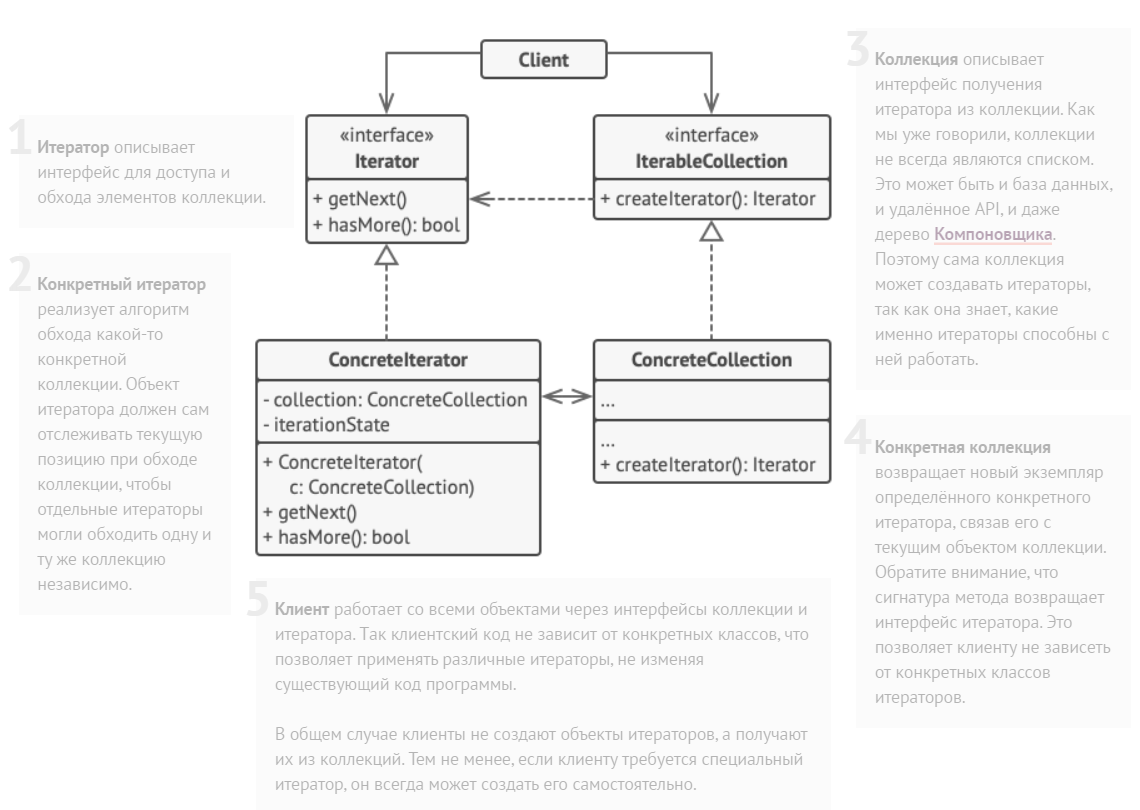 Client
«interface»
Iterator
+ getNext()
+ hasMore(): bool
«interface»
IterableCollection
+ createIterator(): Iterator
ConcreteIterator
- collection: ConcreteCollection
- iterationState
+ ConcreteIterator(
c: ConcreteCollection)
+ getNext()
+ hasMore(): bool
ConcreteCollection
...
...
+ createIterator(): Iterator
1
Итератор описывает
интерфейс для доступа и
обхода элементов коллекции.
2
Конкретный итератор
реализует алгоритм
обхода какой-то
конкретной
коллекции. Объект
итератора должен сам
отслеживать текущую
позицию при обходе
коллекции, чтобы
отдельные итераторы
могли обходить одну и
ту же коллекцию
независимо.
3
Коллекция описывает
интерфейс получения
итератора из коллекции. Как
мы уже говорили, коллекции
не всегда являются списком.
Это может быть и база данных,
и удалённое API, и даже
дерево Компоновщика.
Поэтому сама коллекция
может создавать итераторы,
так как она знает, какие
именно итераторы способны с
ней работать.
4
Конкретная коллекция
возвращает новый экземпляр
определённого конкретного
итератора, связав его с
текущим объектом коллекции.
Обратите внимание, что
сигнатура метода возвращает
интерфейс итератора. Это
позволяет клиенту не зависеть
от конкретных классов
итераторов.
5
Клиент работает со всеми объектами через интерфейсы коллекции и
итератора. Так клиентский код не зависит от конкретных классов, что
позволяет применять различные итераторы, не изменяя
существующий код программы.
В общем случае клиенты не создают объекты итераторов, а получают
их из коллекций. Тем не менее, если клиенту требуется специальный
итератор, он всегда может создать его самостоятельно.